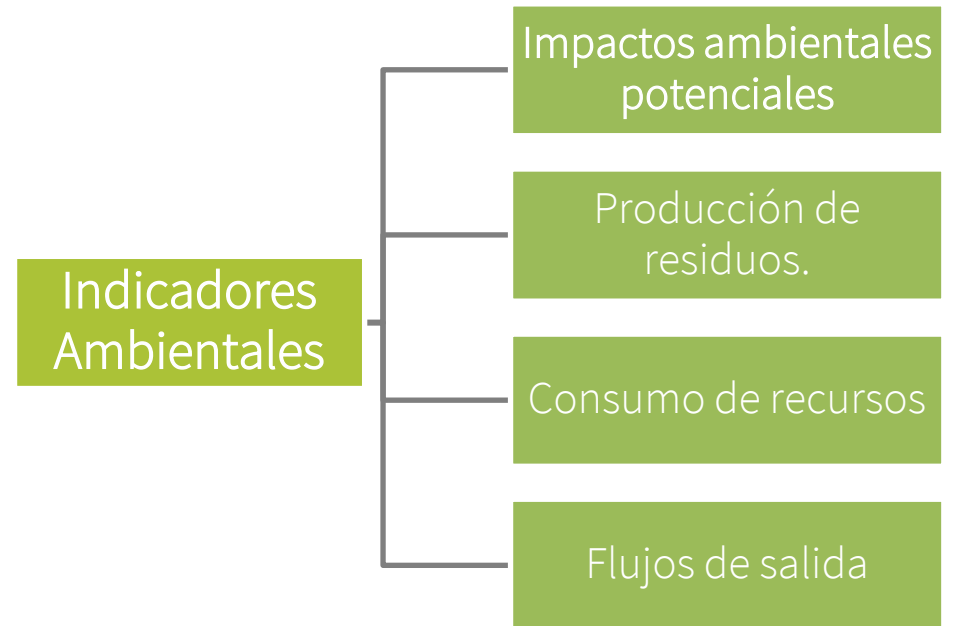 Indicadores
Ambientales
Impactos ambientales
potenciales
Producción de
residuos.
Consumo de recursos
Flujos de salida